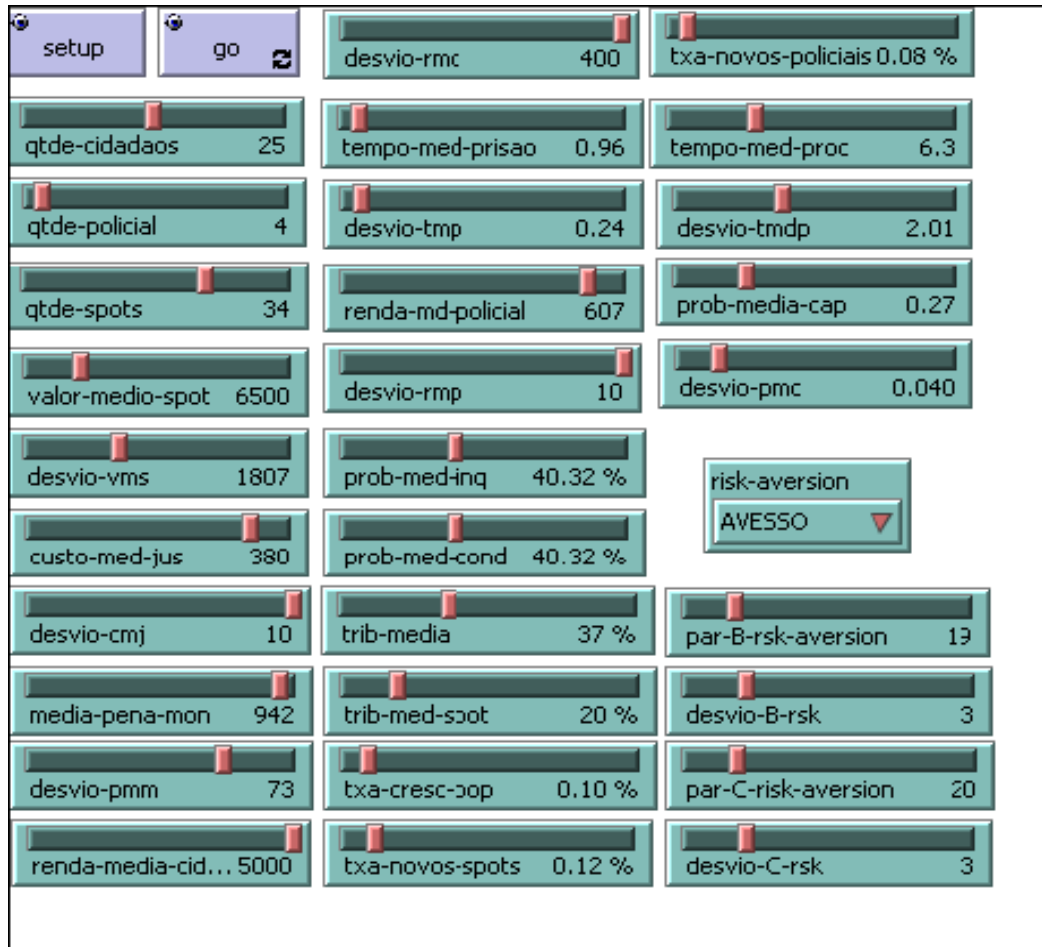 setup
go
desvio-rmc 400
txa-novos-policiais 0.08 %
qtde-cidadaos 25
tempo-med-prisao 0.96
tempo-med-proc 6.3
qtde-policial 4
desvio-tmp 0.24
desvio-tmdp 2.01
qtde-spots 34
renda-md-policial 607
prob-media-cap 0.27
valor-medio-spot 6500
desvio-rmp 10
desvio-pmc 0.040
desvio-vms 1807
prob-med-inq 40.32 %
risk-aversion
AVESSO
custo-med-jus 380
prob-med-cond 40.32 %
desvio-cmj 10
trib-media 37 %
par-B-rsk-aversion 19
media-pena-mon 942
trib-med-spot 20 %
desvio-B-rsk 3
desvio-pmm 73
txa-cresc-pop 0.10 %
par-C-risk-aversion 20
renda-media-cid... 5000
txa-novos-spots 0.12 %
desvio-C-rsk 3